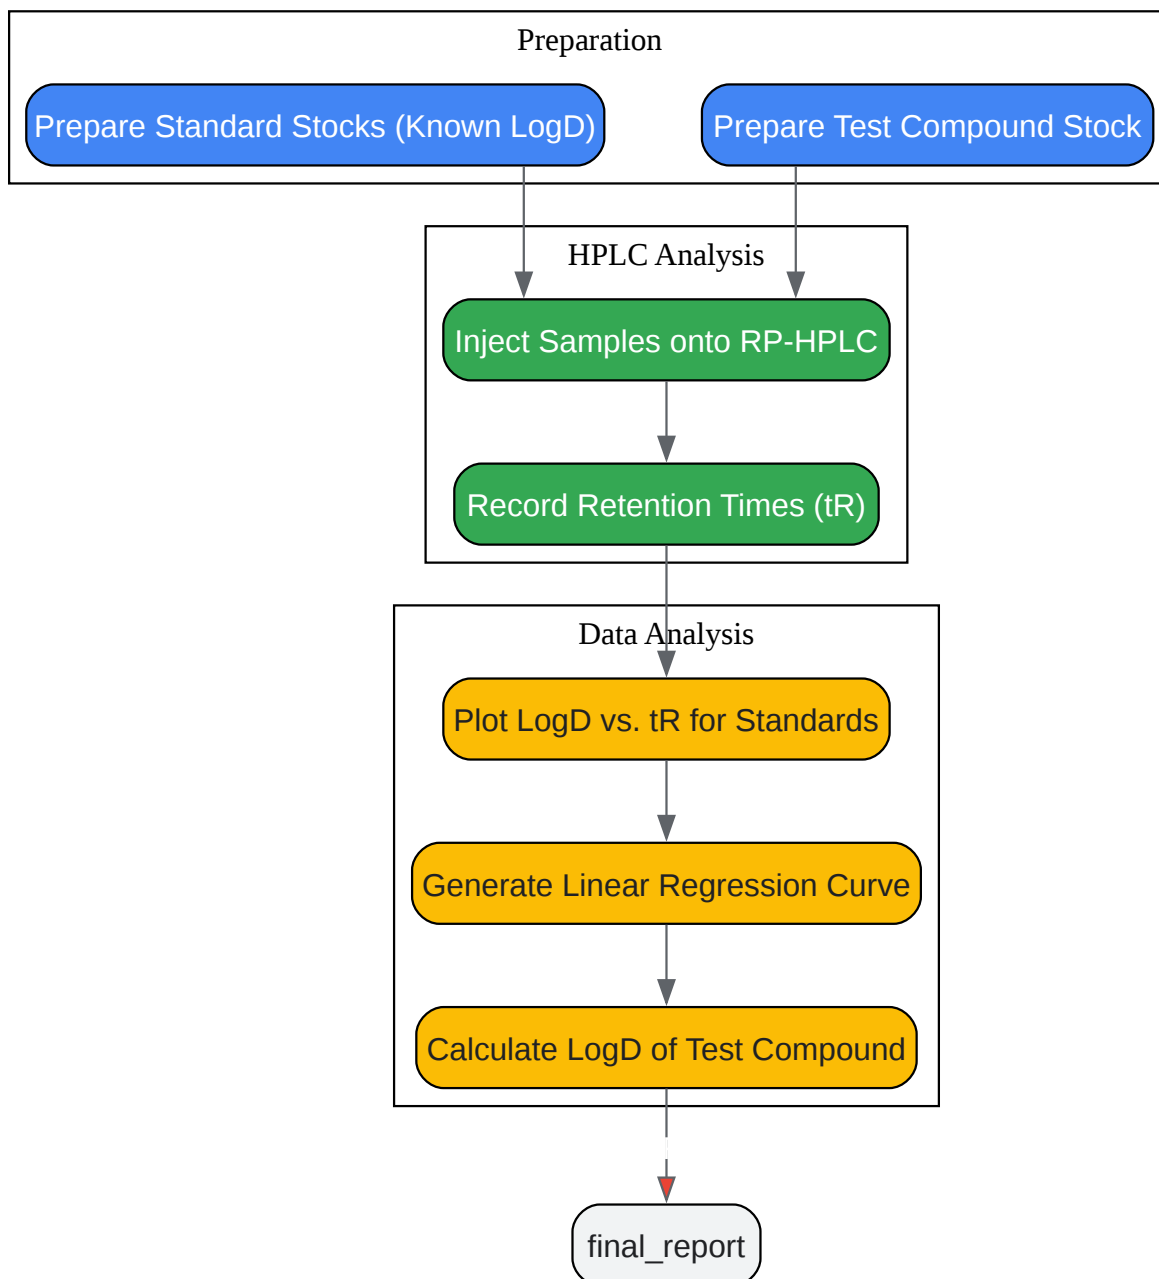 Preparation
Prepare Standard Stocks (Known LogD)
Prepare Test Compound Stock
HPLC Analysis
Inject Samples onto RP-HPLC
Record Retention Times (tR)
Data Analysis
Plot LogD vs. tR for Standards
Generate Linear Regression Curve
Calculate LogD of Test Compound
final_report